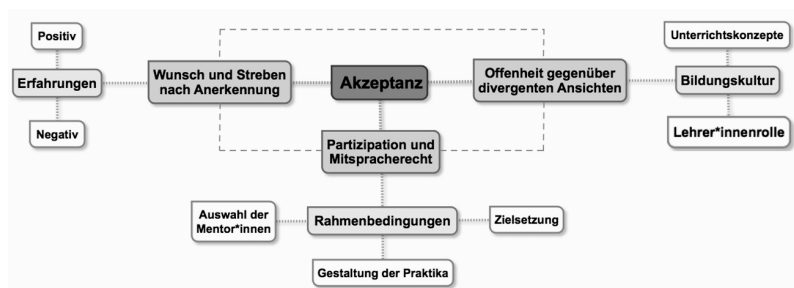 Positiv
Unterrichtskonzepte
Erfahrungen
Wunsch und Streben
nach Anerkennung
Akzeptanz
Offenheit gegenüber
divergenten Ansichten
Bildungskultur
Negativ
Lehrer*innenrolle
Partizipation und
Mitspracherecht
Auswahl der
Mentor*innen
Rahmenbedingungen
Zielsetzung
Gestaltung der Praktika